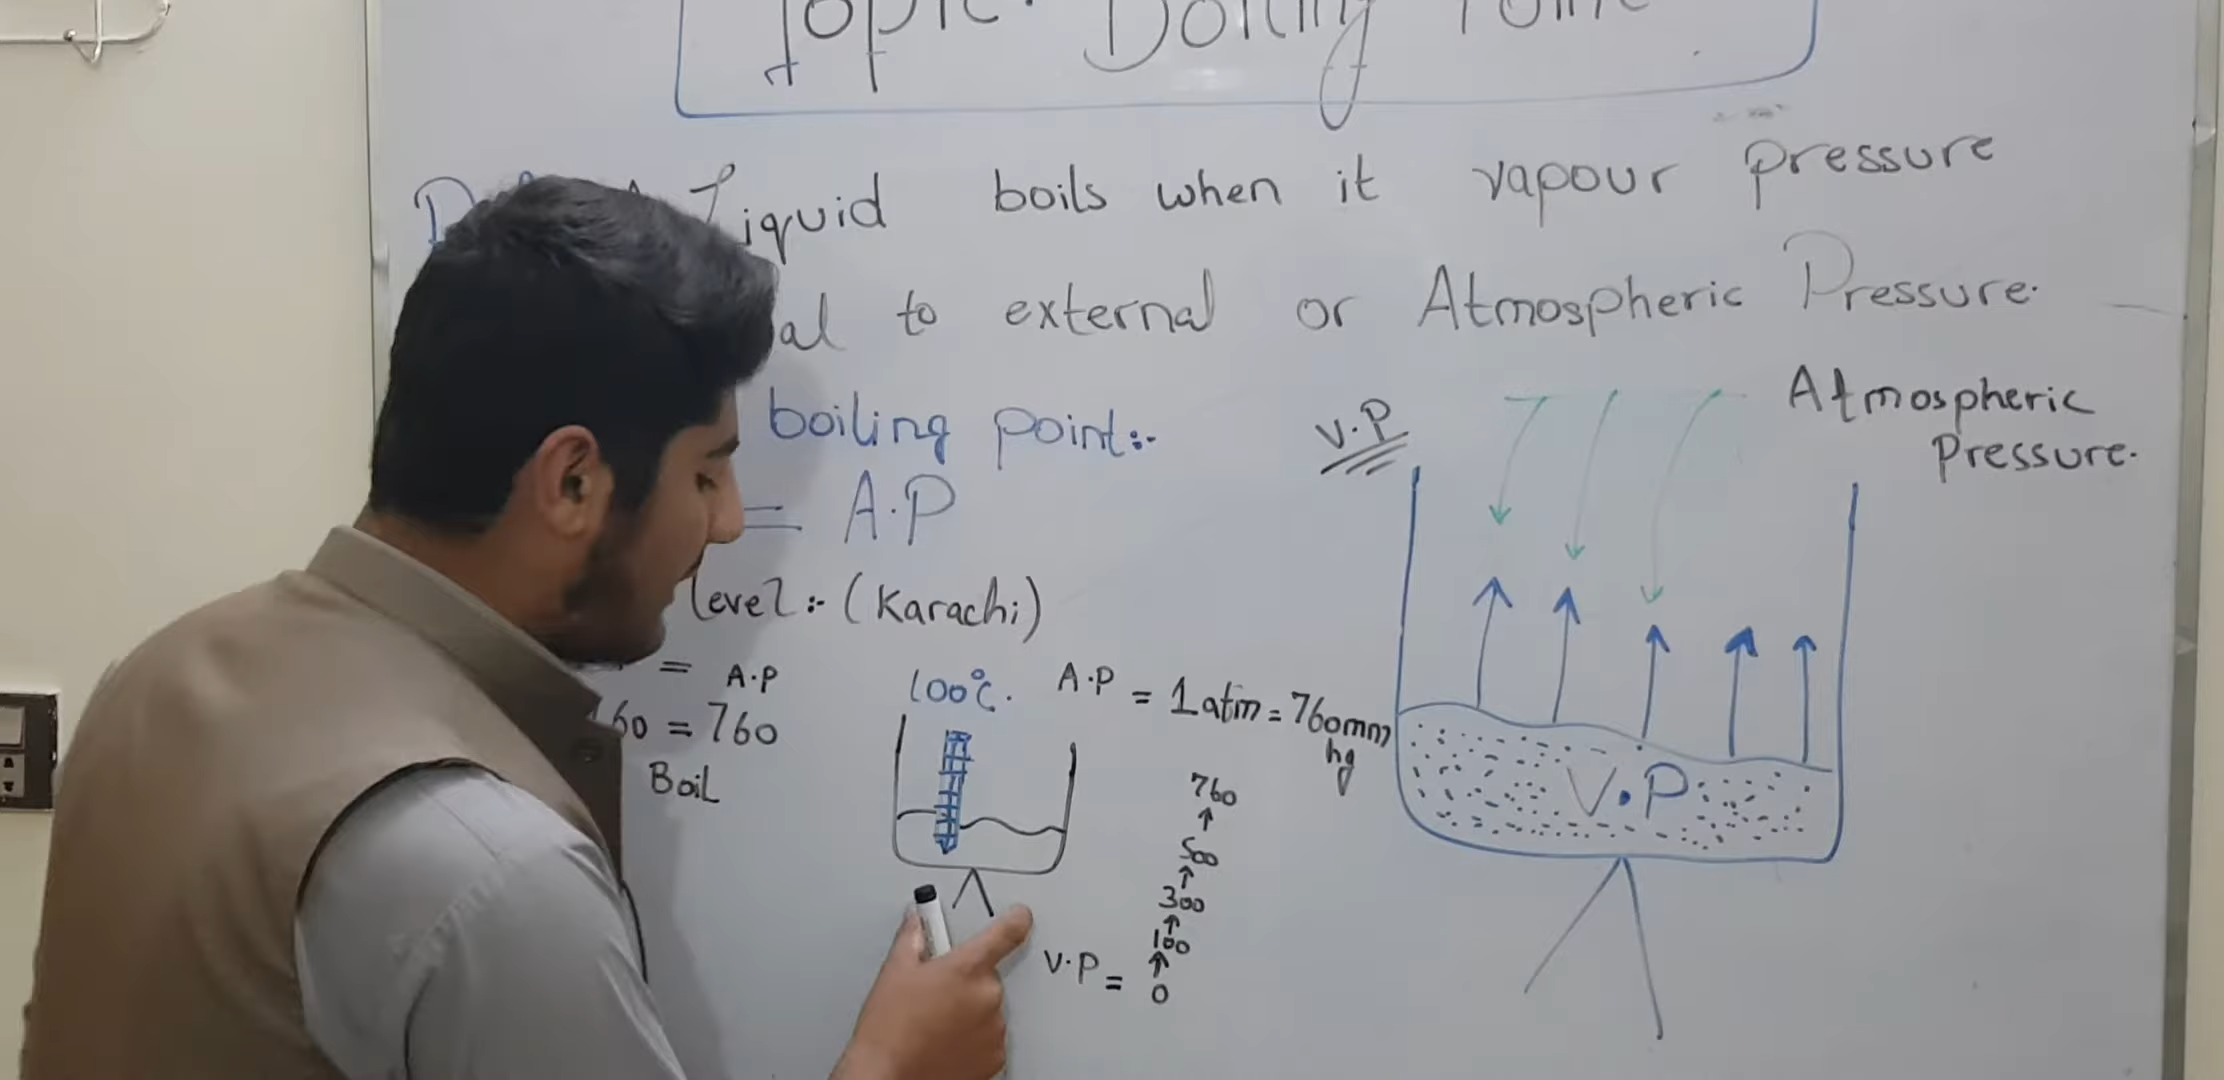 Topic: Boiling Point
Liquid boils when it vapour pressure
to external or Atmospheric Pressure.
boiling point:-
= A.P
level:- (Karachi)
= A.P
60 = 760
Boil
100°C.
A.P = 1 atm = 760mm
hg
760
500
300
100
V.P = 0
V.P
Atmospheric
Pressure.
V.P